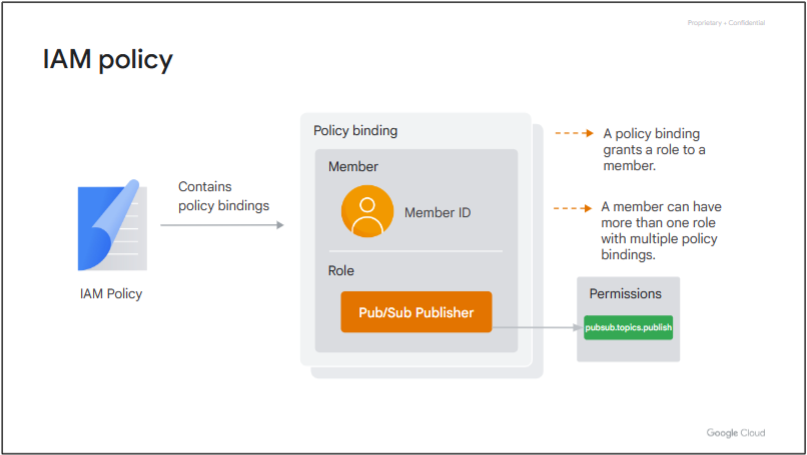 Proprietary + Confidential
IAM policy
Policy binding
Member
Member ID
Role
Pub/Sub Publisher
Contains
policy bindings
IAM Policy
A policy binding
grants a role to a
member.
A member can have
more than one role
with multiple policy
bindings.
Permissions
pubsub.topics.publish
Google Cloud